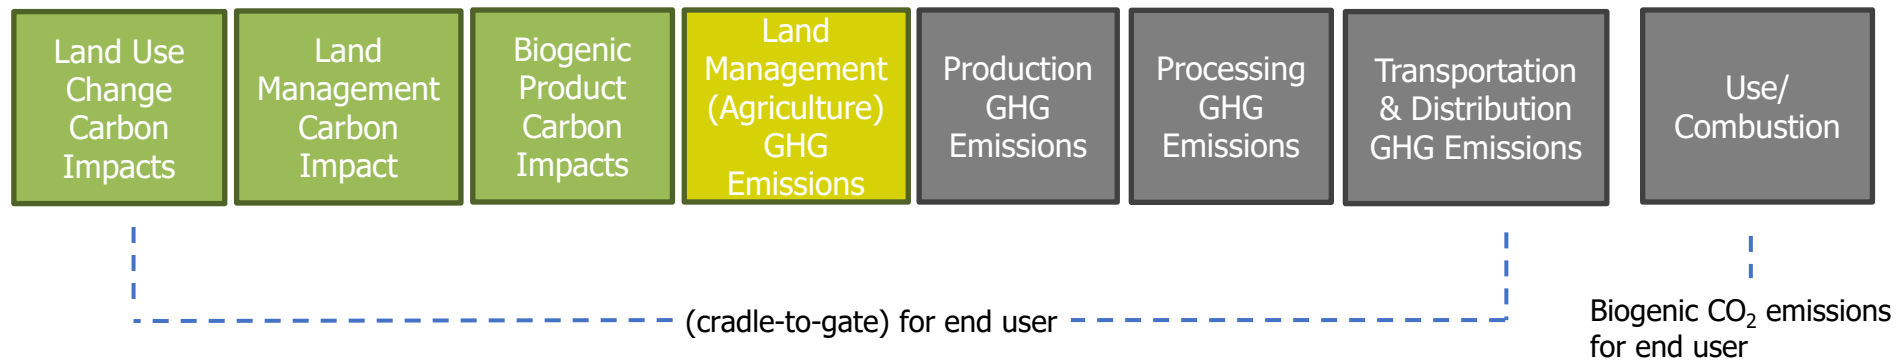 Land Use
Change
Carbon
Impacts
Land
Management
Carbon
Impact
Biogenic
Product
Carbon
Impacts
Land
Management
(Agriculture)
GHG
Emissions
Production
GHG
Emissions
Processing
GHG
Emissions
Transportation
& Distribution
GHG Emissions
Use/
Combustion
(cradle-to-gate) for end user
Biogenic CO₂ emissions
for end user